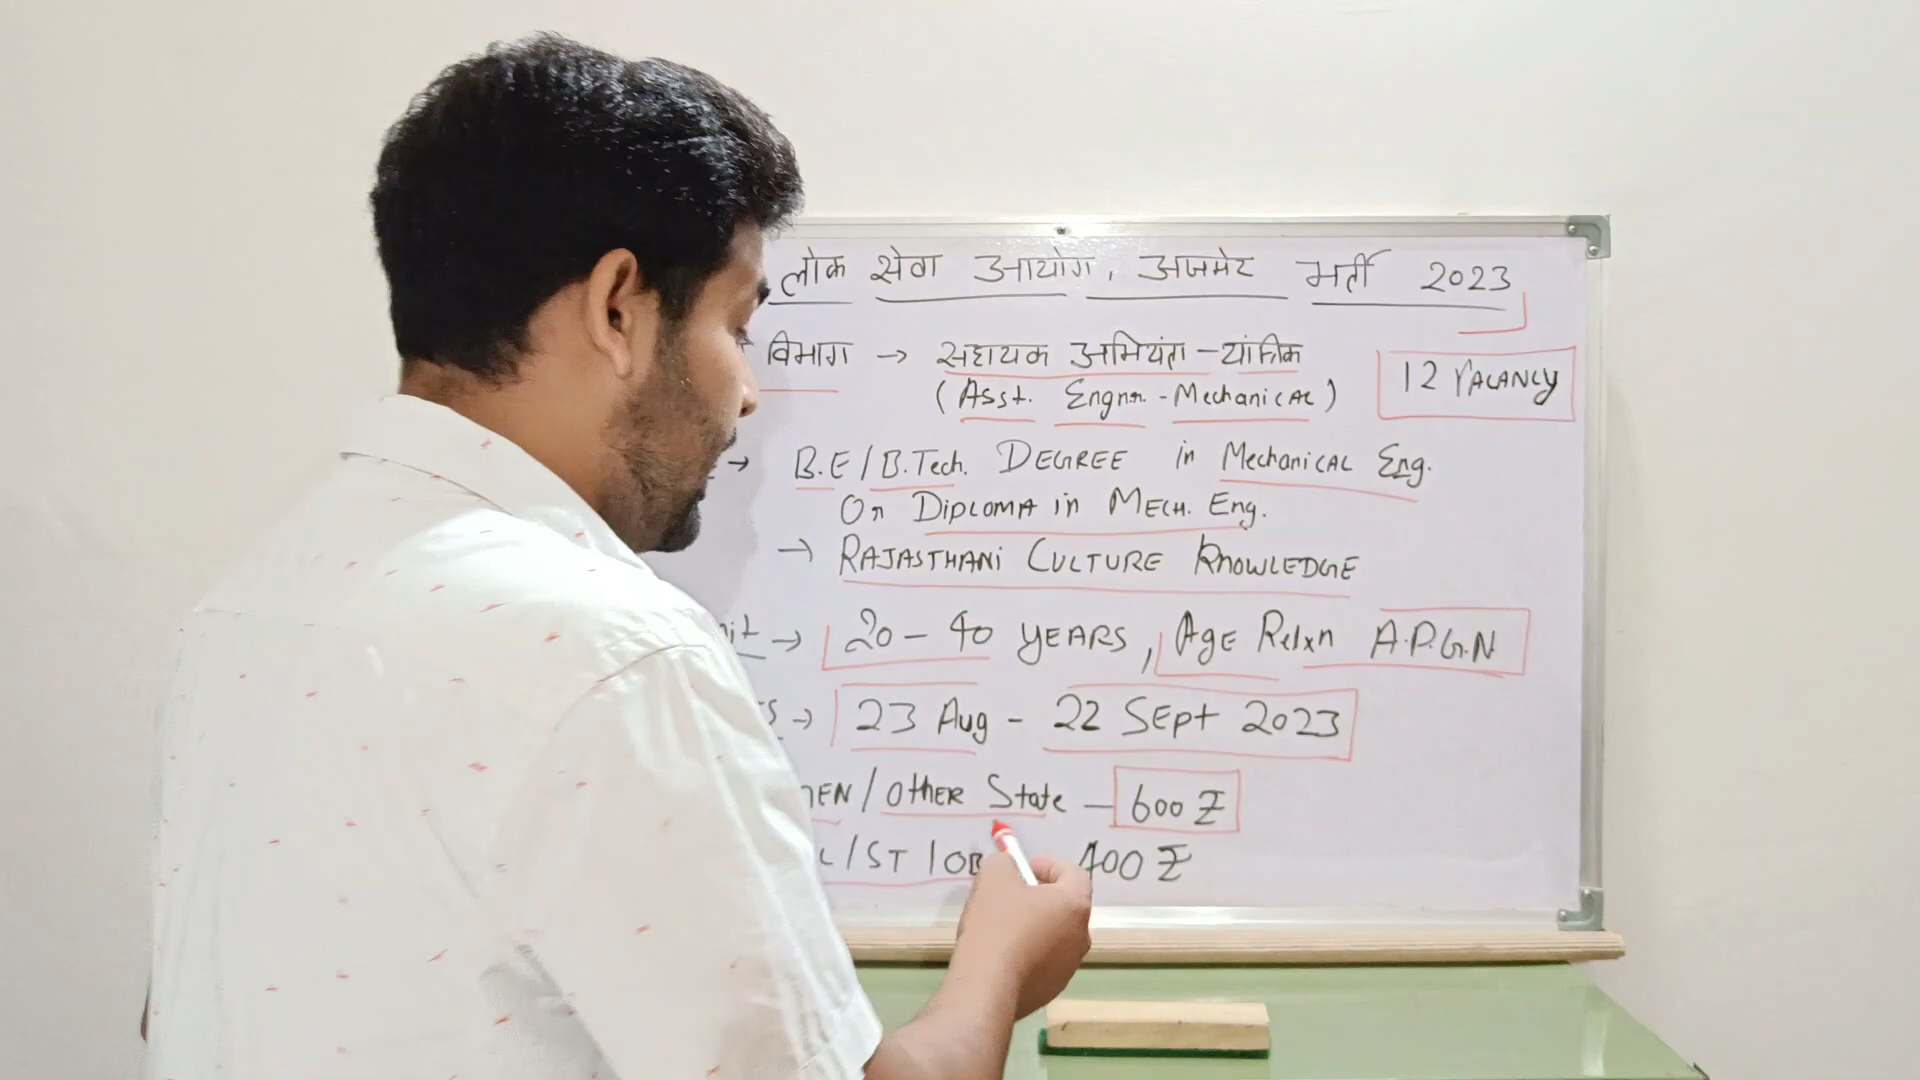 लोक सेवा आयोग, अजमेर भर्ती 2023
विभाग → सहायक अभियंता - यांत्रिक
(Asst. Engnr. - MechanicAL)
12 VACANCY
→ B.E / B.Tech. DEGREE in MechanicAL Eng.
Or DiplomA in MECH. Eng.
→ RAJASTHANi CULTURE KNOWLEDGE
→ 20 - 40 YEARS, AgE Relxn A.P.G.N
→ 23 Aug - 22 SEpt 2023
/ OtHER State - 600 ₹
/ ST / 400 ₹